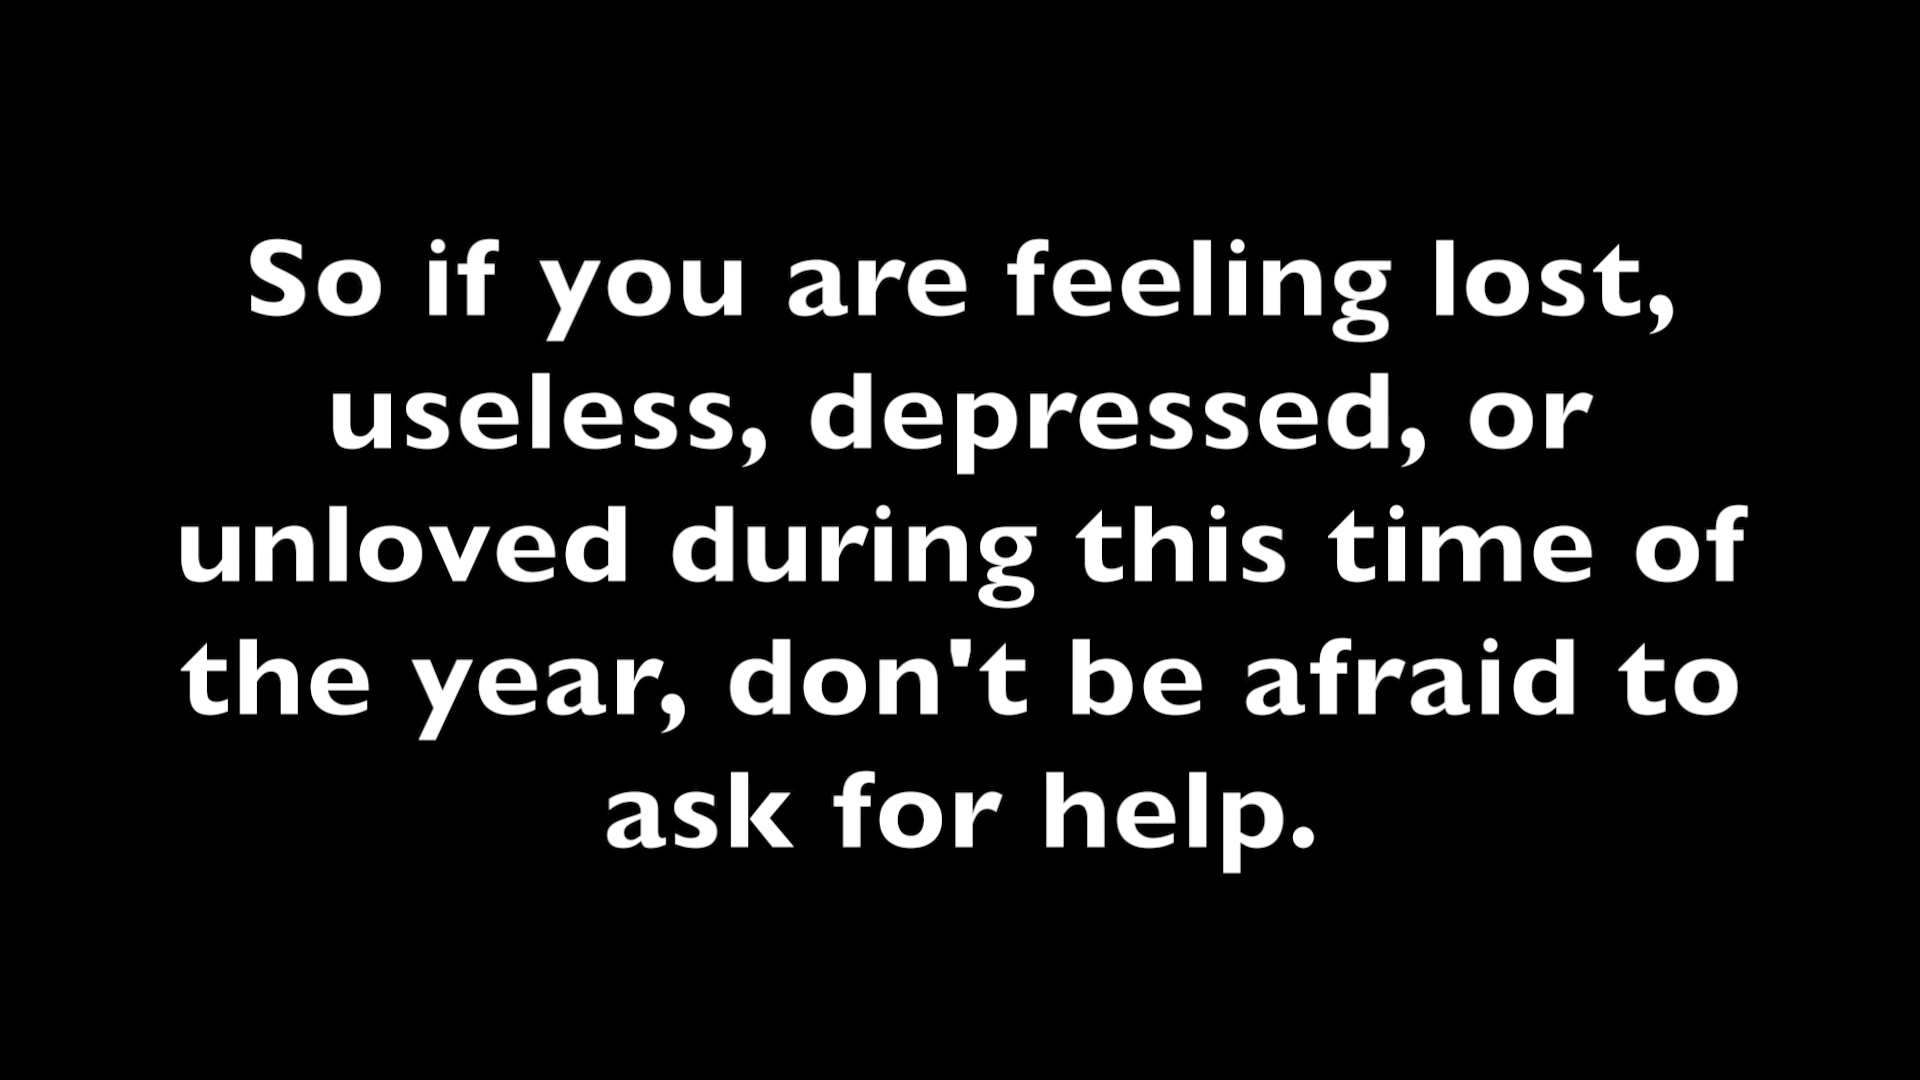 So if you are feeling lost,
useless, depressed, or
unloved during this time of
the year, don't be afraid to
ask for help.